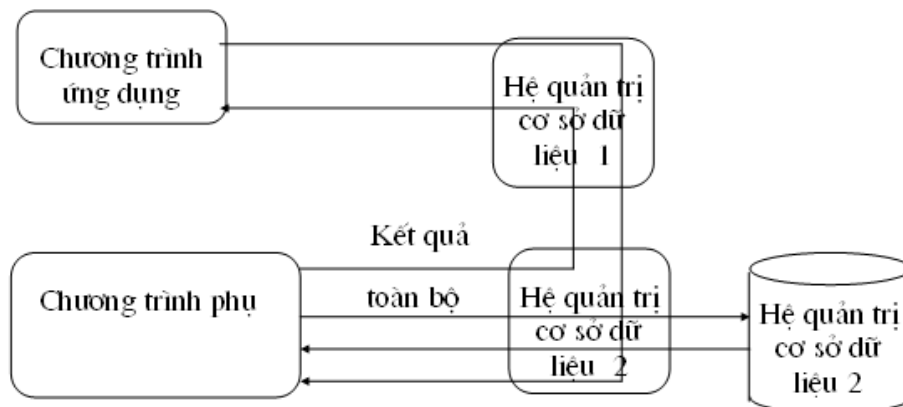 Chương trình
ứng dụng
Hệ quản trị
cơ sở dữ
liệu 1
Kết quả
toàn bộ
Chương trình phụ
Hệ quản trị
cơ sở dữ
liệu 2
Hệ quản trị
cơ sở dữ
liệu 2